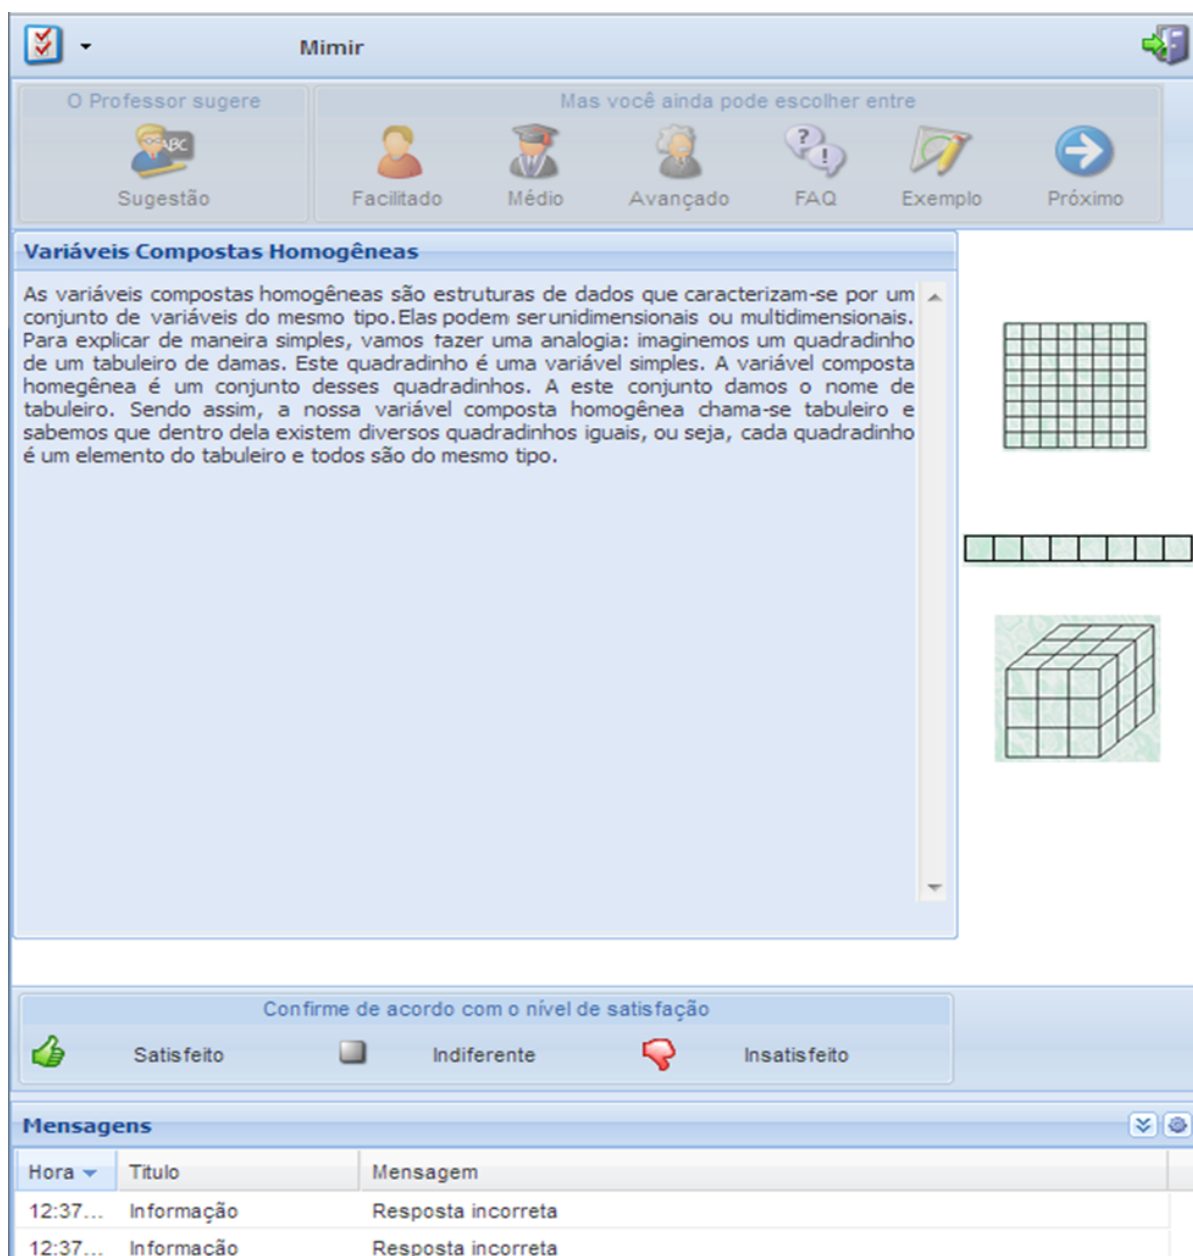 Mimir
O Professor sugere
Mas você ainda pode escolher entre
ABC
Sugestão
Facilitado
Médio
Avançado
FAQ
Exemplo
Próximo
Variáveis Compostas Homogêneas
As variáveis compostas homogêneas são estruturas de dados que caracterizam-se por um
conjunto de variáveis do mesmo tipo.Elas podem serunidimensionais ou multidimensionais.
Para explicar de maneira simples, vamos fazer uma analogia: imaginemos um quadradinho
de um tabuleiro de damas. Este quadradinho é uma variável simples. A variável composta
homegênea é um conjunto desses quadradinhos. A este conjunto damos o nome de
tabuleiro. Sendo assim, a nossa variável composta homogênea chama-se tabuleiro e
sabemos que dentro dela existem diversos quadradinhos iguais, ou seja, cada quadradinho
é um elemento do tabuleiro e todos são do mesmo tipo.
Confirme de acordo com o nível de satisfação
Satisfeito
Indiferente
Insatisfeito
Mensagens
Hora Titulo Mensagem
12:37... Informação Resposta incorreta
12:37... Informação Resposta incorreta